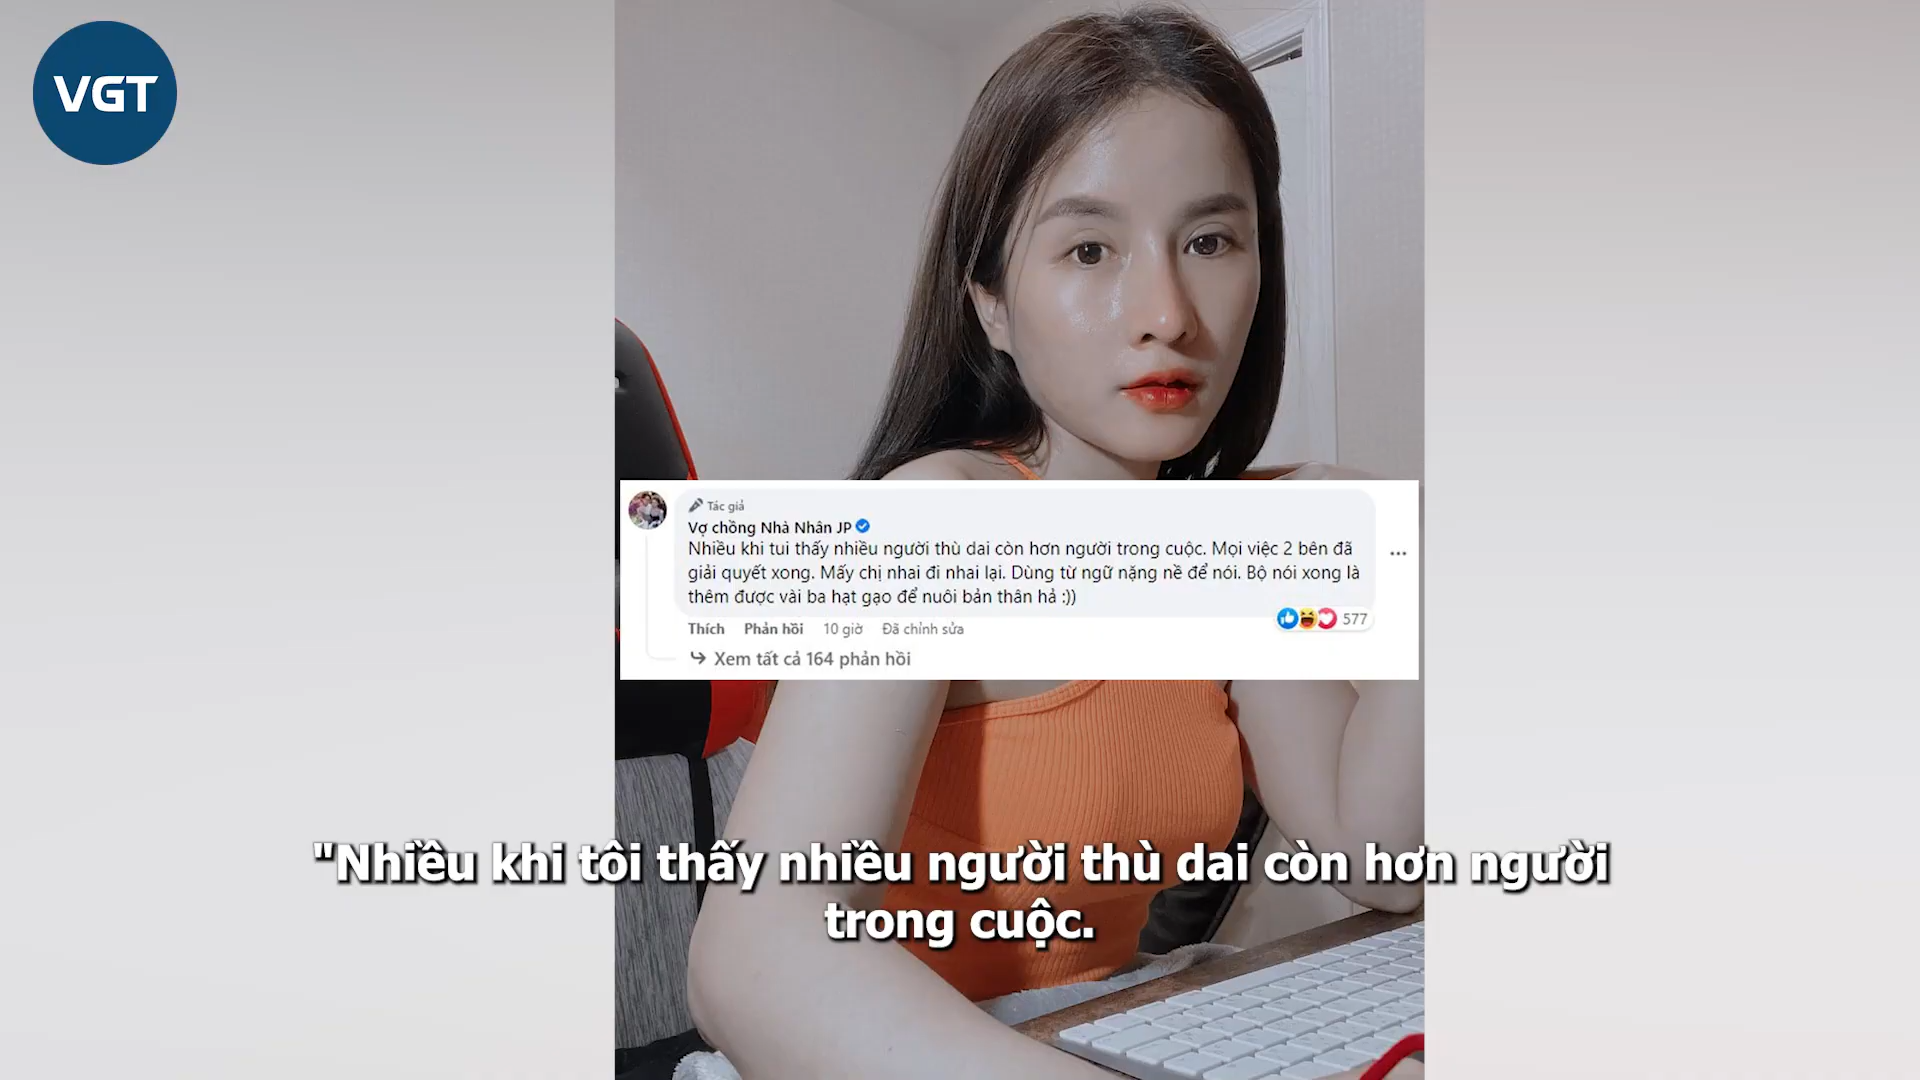 VGT
Tác giả
Vợ chồng Nhà Nhân JP
Nhiều khi tui thấy nhiều người thù dai còn hơn người trong cuộc. Mọi việc 2 bên đã
giải quyết xong. Mấy chị nhai đi nhai lại. Dùng từ ngữ nặng nề để nói. Bộ nói xong là
thêm được vài ba hạt gạo để nuôi bản thân hả :))
577
Thích Phản hồi 10 giờ Đã chỉnh sửa
Xem tất cả 164 phản hồi
"Nhiều khi tôi thấy nhiều người thù dai còn hơn người
trong cuộc.